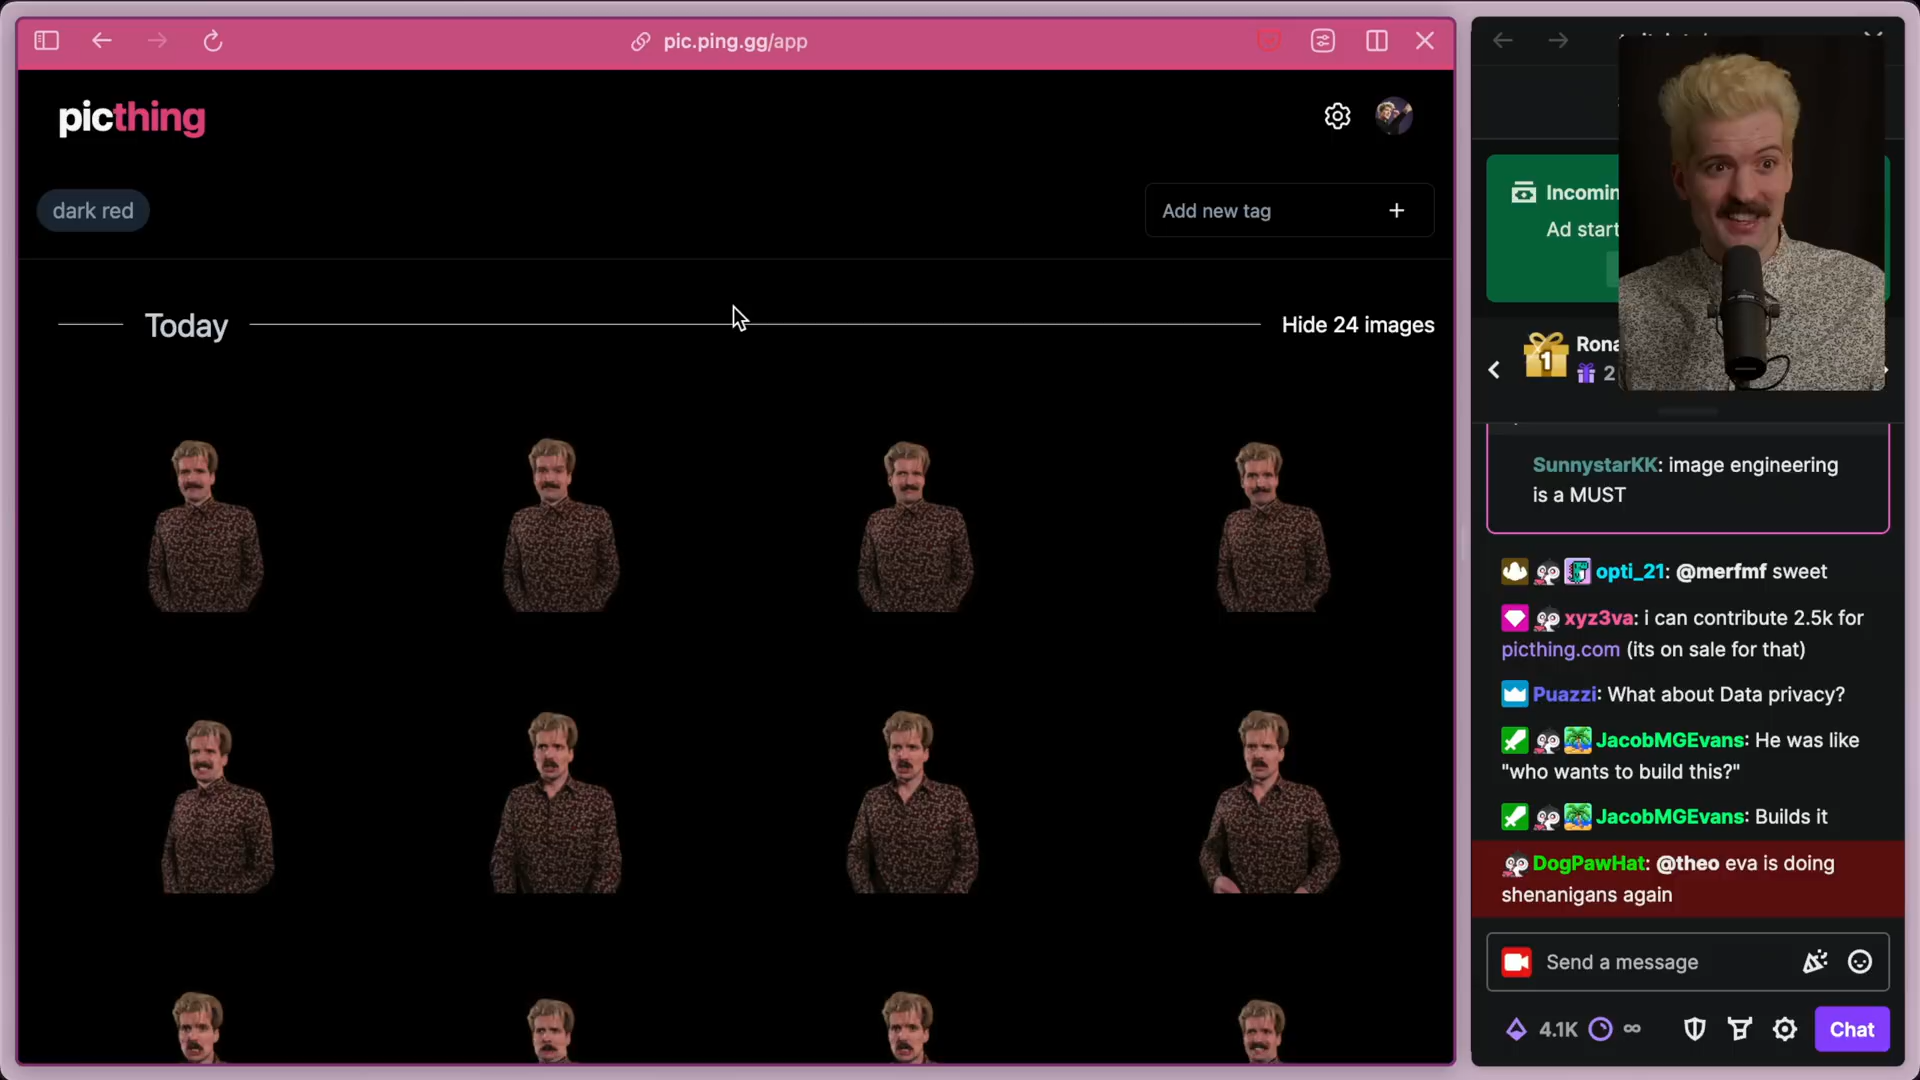 pic.ping.gg/app
picthing
dark red
Add new tag
Today
Hide 24 images
Incomin
Ad start
1
Rona
2
SunnystarKK: image engineering
is a MUST
opti_21: @merfmf sweet
xyz3va: i can contribute 2.5k for
picthing.com (its on sale for that)
Puazzi: What about Data privacy?
JacobMGEvans: He was like
"who wants to build this?"
JacobMGEvans: Builds it
DogPawHat: @theo eva is doing
shenanigans again
Send a message
4.1K
∞
Chat